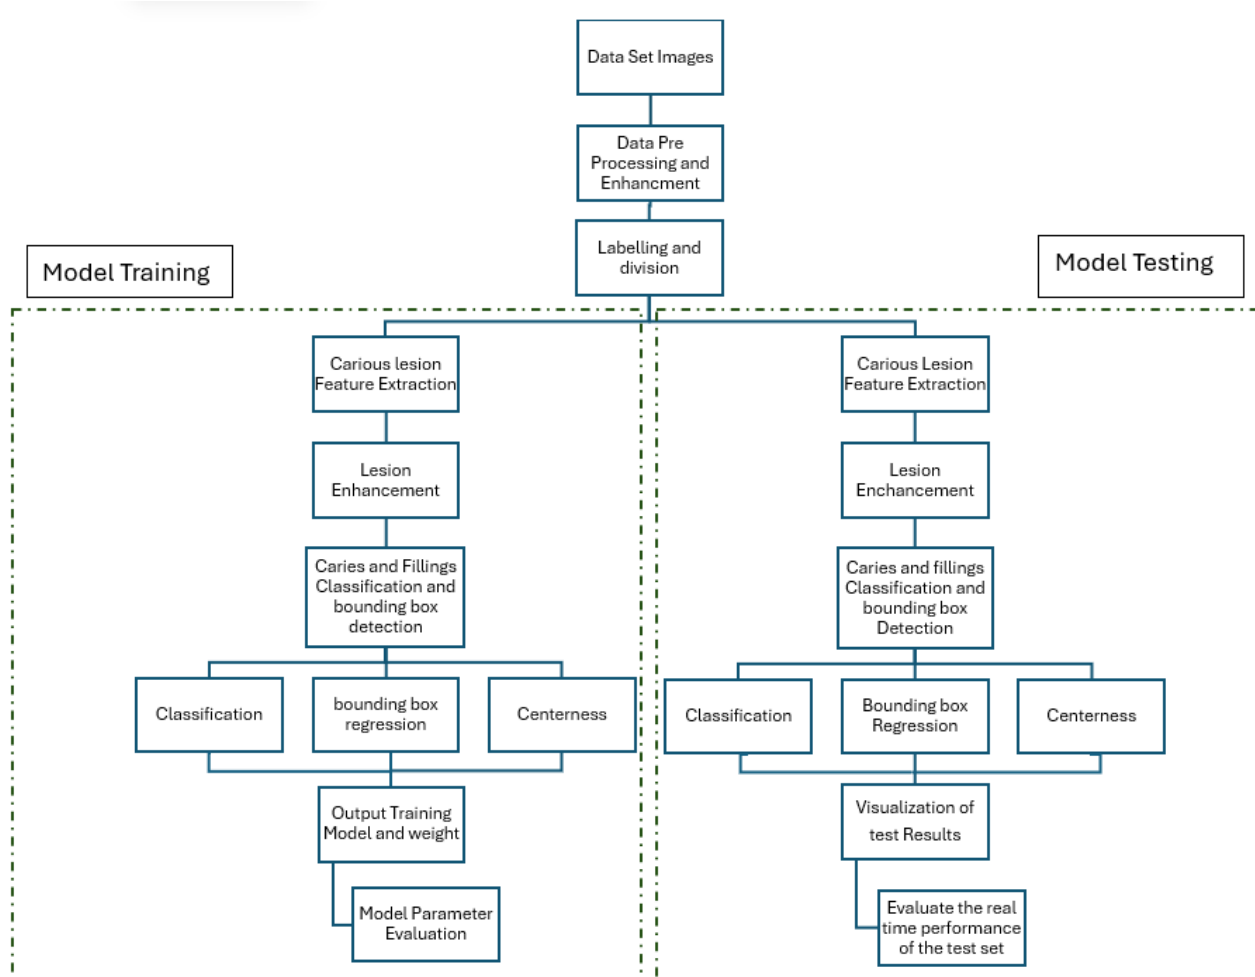 Data Set Images
Data Pre
Processing and
Enhancment
Labelling and
division
Model Training
Model Testing
Carious lesion
Feature Extraction
Lesion
Enhancement
Caries and Fillings
Classification and
bounding box
detection
Classification
bounding box
regression
Centerness
Output Training
Model and weight
Model Parameter
Evaluation
Carious Lesion
Feature Extraction
Lesion
Enchancement
Caries and fillings
Classification and
bounding box
Detection
Classification
Bounding box
Regression
Centerness
Visualization of
test Results
Evaluate the real
time performance
of the test set